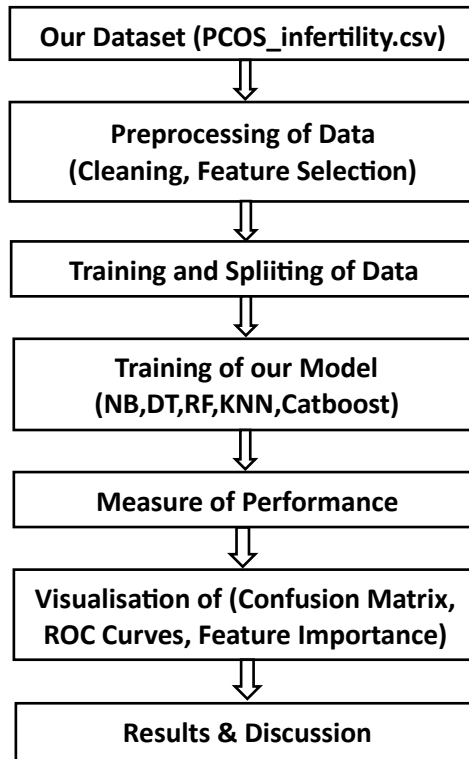 Our Dataset (PCOS_infertility.csv)
Preprocessing of Data
(Cleaning, Feature Selection)
Training and Spliiting of Data
Training of our Model
(NB,DT,RF,KNN,Catboost)
Measure of Performance
Visualisation of (Confusion Matrix,
ROC Curves, Feature Importance)
Results & Discussion